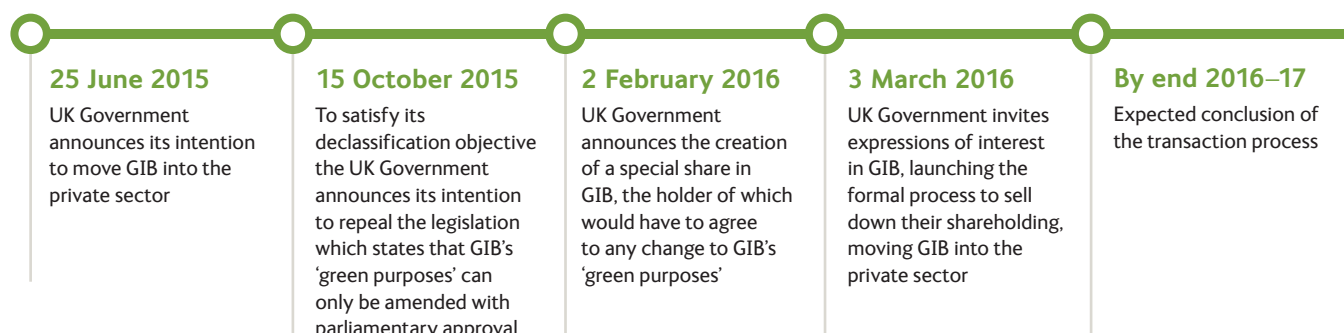 25 June 2015
UK Government
announces its intention
to move GIB into the
private sector
15 October 2015
To satisfy its
declassification objective
the UK Government
announces its intention
to repeal the legislation
which states that GIB's
'green purposes' can
only be amended with
parliamentary approval
2 February 2016
UK Government
announces the creation
of a special share in
GIB, the holder of which
would have to agree
to any change to GIB's
'green purposes'
3 March 2016
UK Government invites
expressions of interest
in GIB, launching the
formal process to sell
down their shareholding,
moving GIB into the
private sector
By end 2016–17
Expected conclusion of
the transaction process